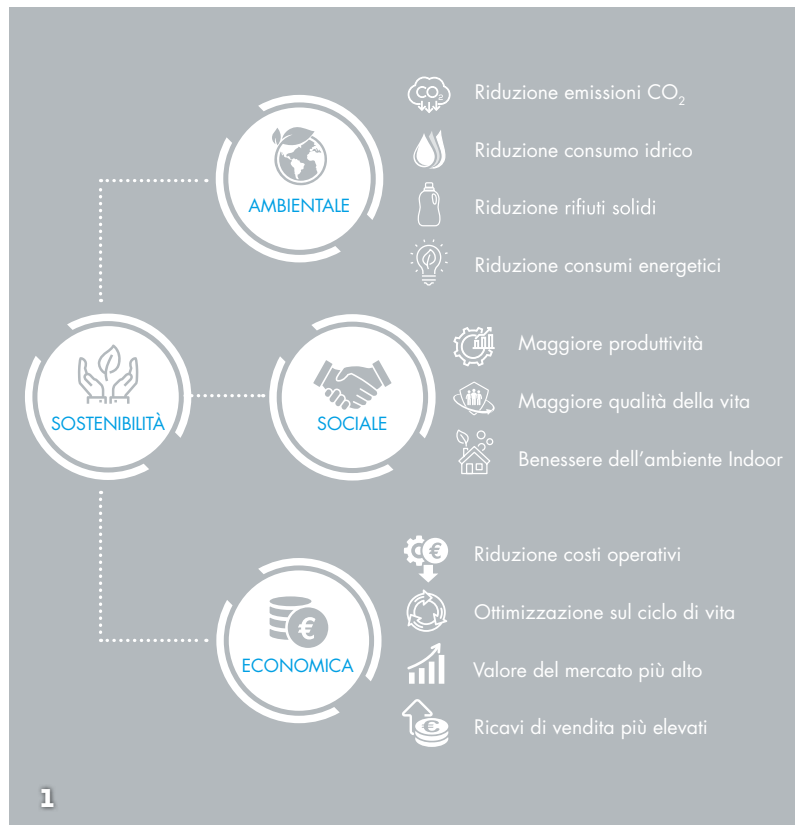 CO2
AMBIENTALE
Riduzione emissioni CO₂
Riduzione consumo idrico
Riduzione rifiuti solidi
Riduzione consumi energetici
SOSTENIBILITÀ
SOCIALE
Maggiore produttività
Maggiore qualità della vita
Benessere dell'ambiente Indoor
€
ECONOMICA
€
Riduzione costi operativi
Ottimizzazione sul ciclo di vita
Valore del mercato più alto
€
Ricavi di vendita più elevati
1